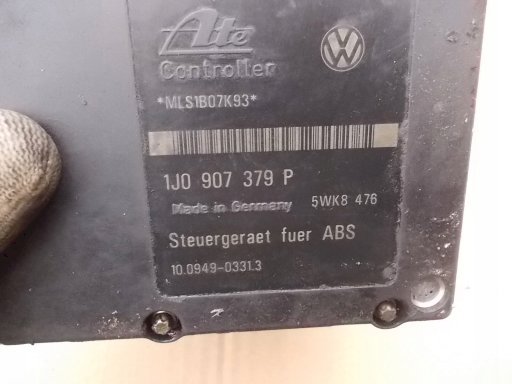 Ate
Controller
*MLS1B07K93*
1J0 907 379 P
Made in Germany 5WK8 476
Steuergeraet fuer ABS
10.0949-0331.3